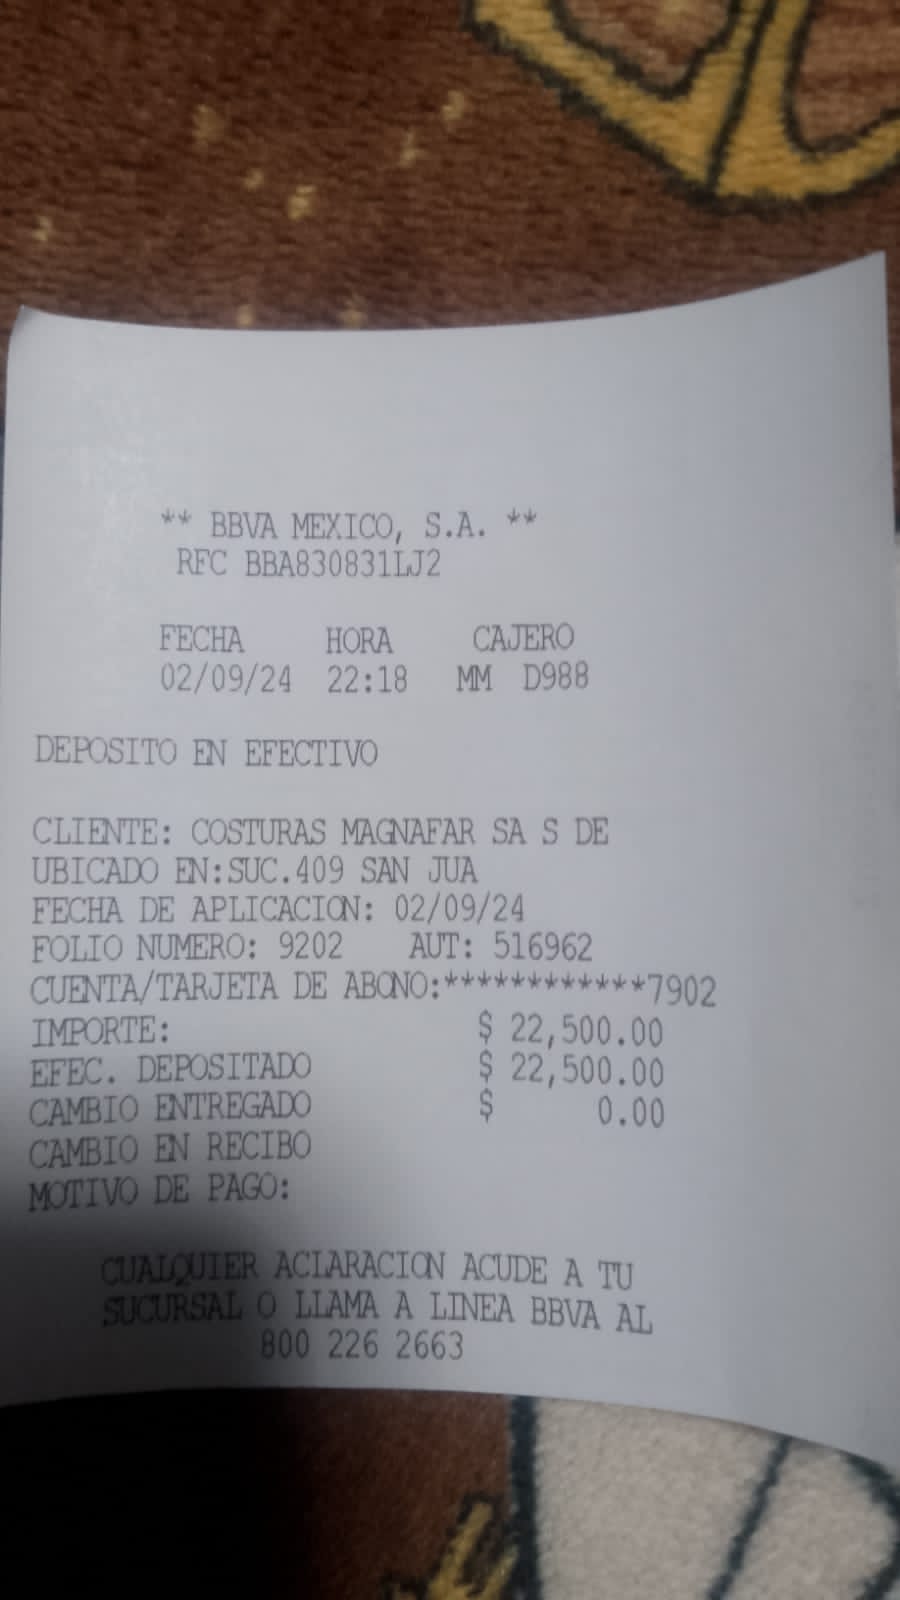 ** BBVA MEXICO, S.A. **
RFC BBA830831LJ2
FECHA HORA CAJERO
02/09/24 22:18 MM D988
DEPOSITO EN EFECTIVO
CLIENTE: COSTURAS MAGNAFAR SA S DE
UBICADO EN:SUC.409 SAN JUA
FECHA DE APLICACION: 02/09/24
FOLIO NUMERO: 9202 AUT: 516962
CUENTA/TARJETA DE ABONO:************7902
IMPORTE: $ 22,500.00
EFEC. DEPOSITADO $ 22,500.00
CAMBIO ENTREGADO $ 0.00
CAMBIO EN RECIBO
MOTIVO DE PAGO:
CUALQUIER ACLARACION ACUDE A TU
SUCURSAL O LLAMA A LINEA BBVA AL
800 226 2663